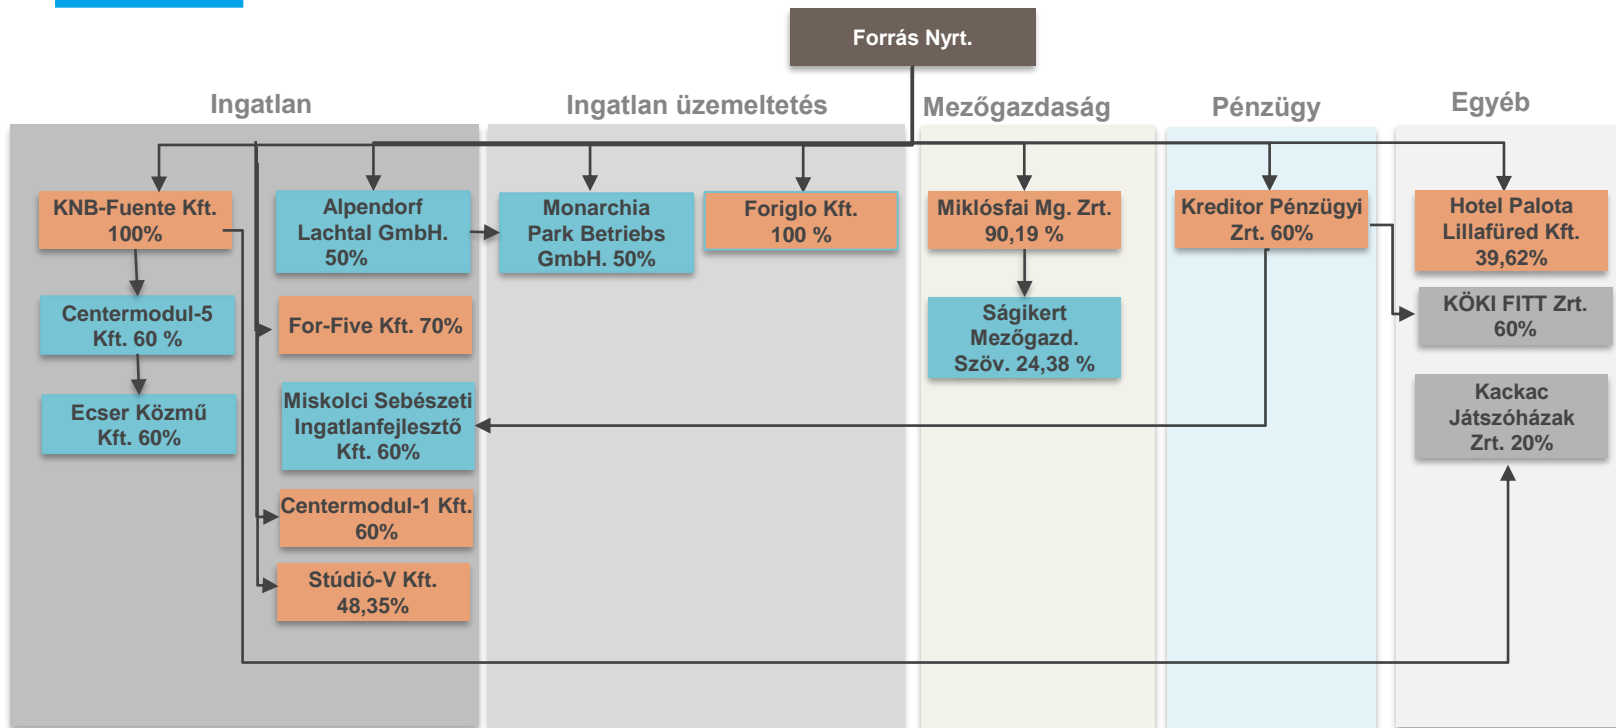 Forrás Nyrt.
Ingatlan
Ingatlan üzemeltetés
Mezőgazdaság
Pénzügy
Egyéb
KNB-Fuente Kft.
100%
Alpendorf
Lachtal GmbH.
50%
Monarchia
Park Betriebs
GmbH. 50%
Foriglo Kft.
100 %
Miklósfai Mg. Zrt.
90,19 %
Kreditor Pénzügyi
Zrt. 60%
Hotel Palota
Lillafüred Kft.
39,62%
Centermodul-5
Kft. 60 %
For-Five Kft. 70%
Ságikert
Mezőgazd.
Szöv. 24,38 %
KÖKI FITT Zrt.
60%
Ecser Közmű
Kft. 60%
Miskolci Sebészeti
Ingatlanfejlesztő
Kft. 60%
Kackac
Játszóházak
Zrt. 20%
Centermodul-1 Kft.
60%
Stúdió-V Kft.
48,35%